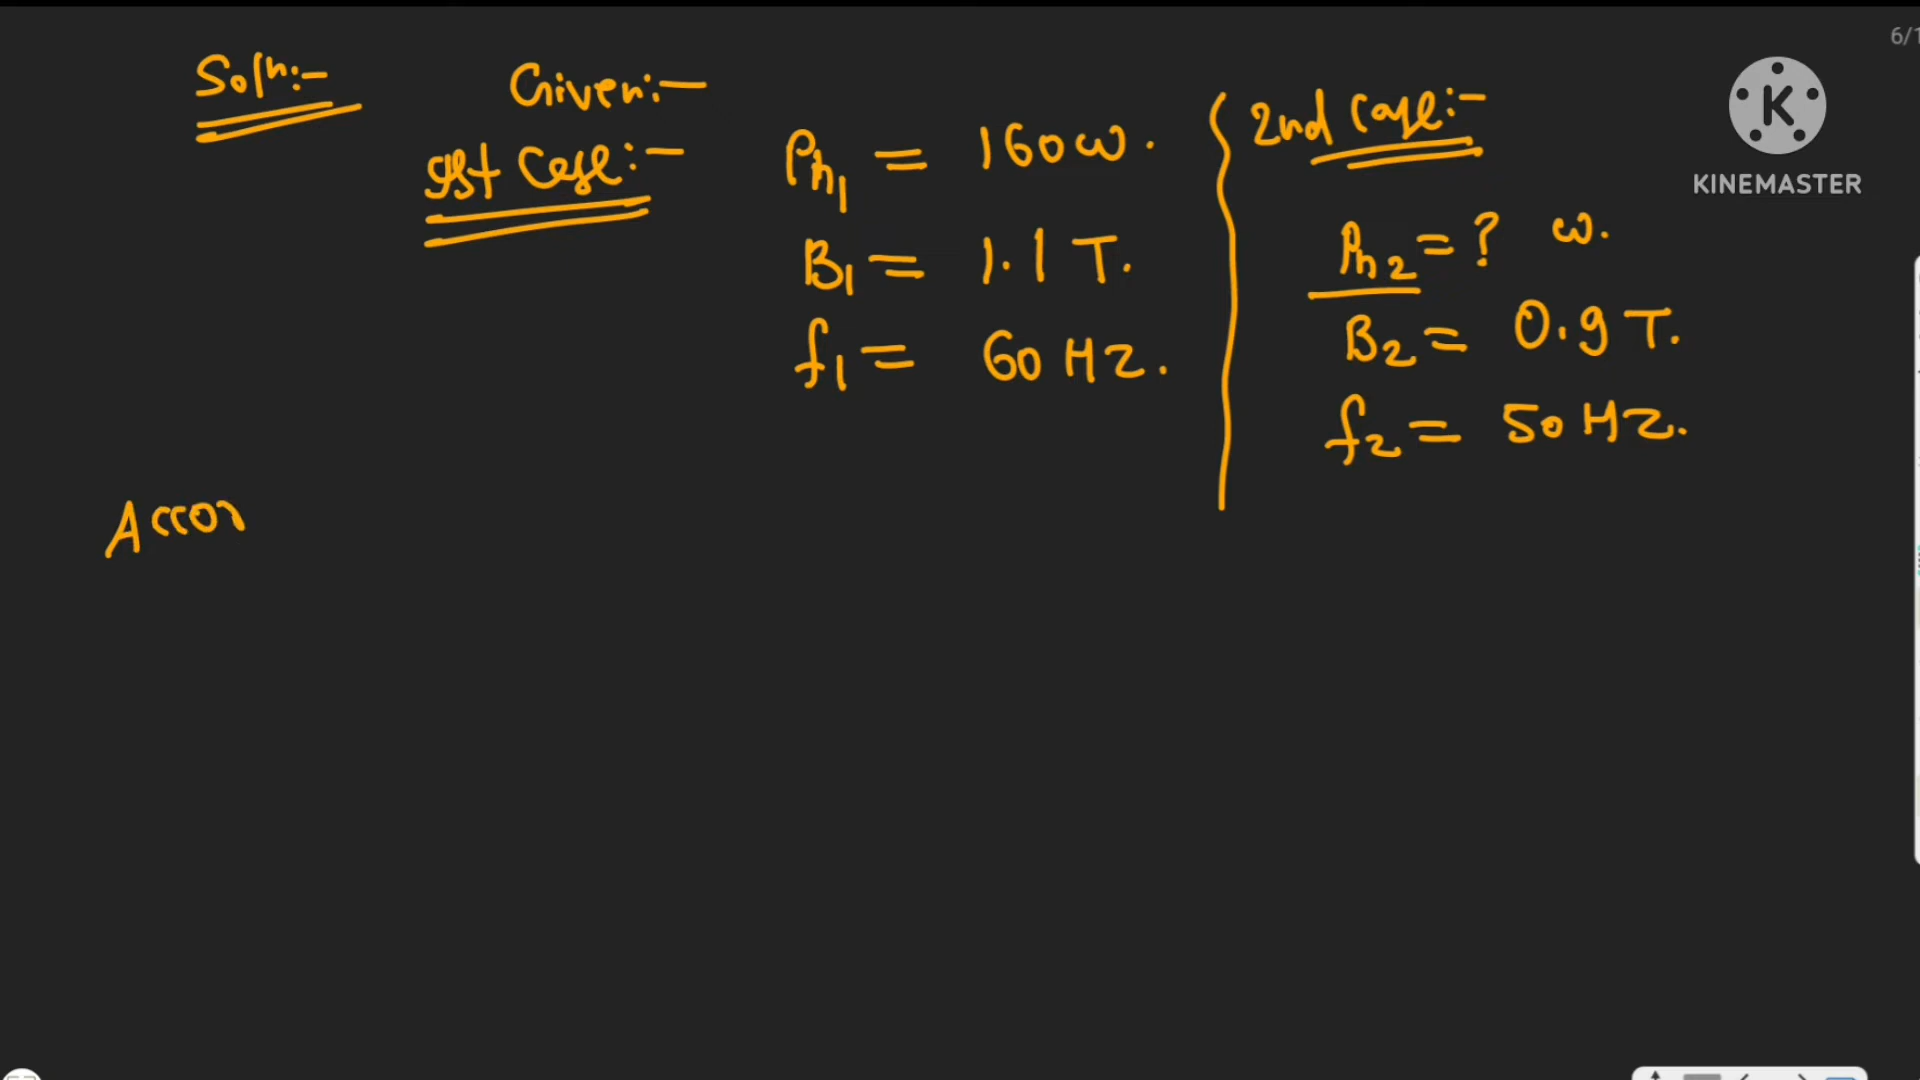 Soln:-
Given:-
1st Case:-
Ph1 = 160 W.
B1 = 1.1 T.
f1 = 60 Hz.
2nd Case:-
Ph2 = ? W.
B2 = 0.9 T.
f2 = 50 Hz.
Accor
6/1
KINEMASTER